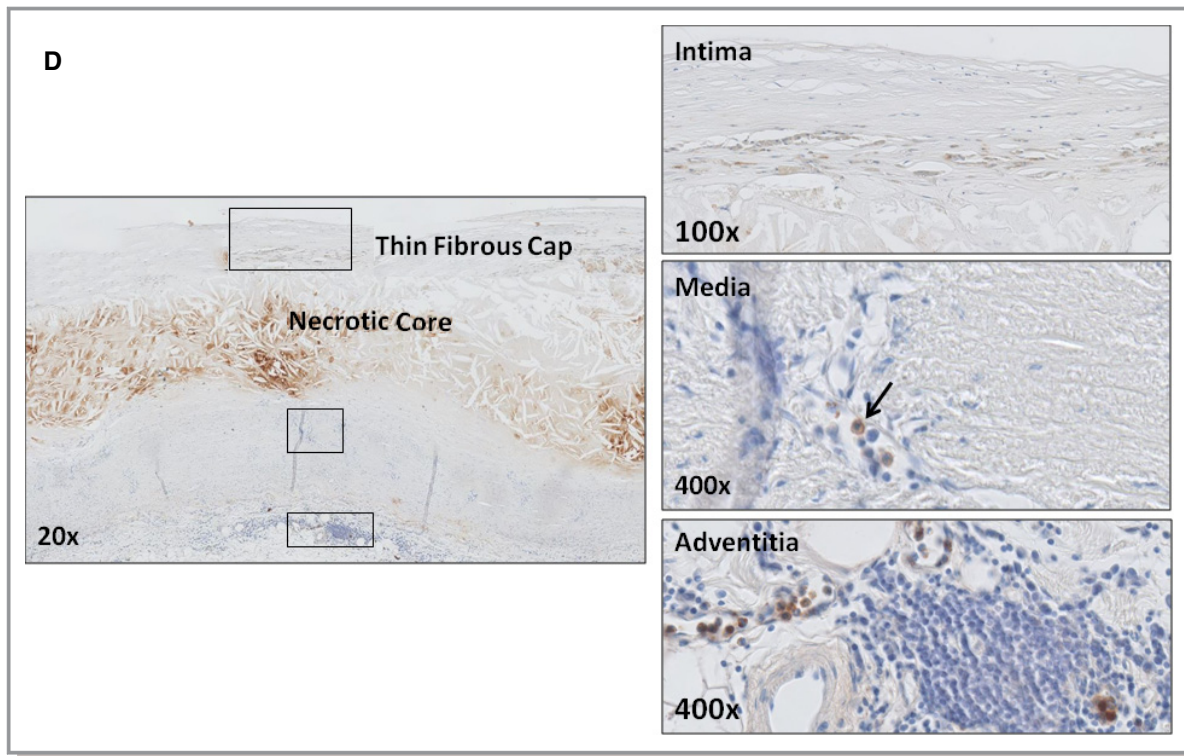 D
Thin Fibrous Cap
Necrotic Core
20x
Intima
100x
Media
400x
Adventitia
400x